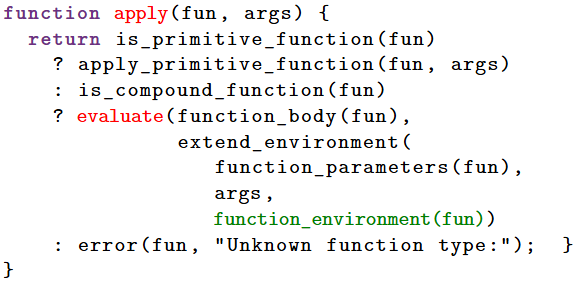 function apply(fun, args) {
  return is_primitive_function(fun)
    ? apply_primitive_function(fun, args)
    : is_compound_function(fun)
    ? evaluate(function_body(fun),
               extend_environment(
                  function_parameters(fun),
                  args,
                  function_environment(fun))
    : error(fun, "Unknown function type:");  }
}